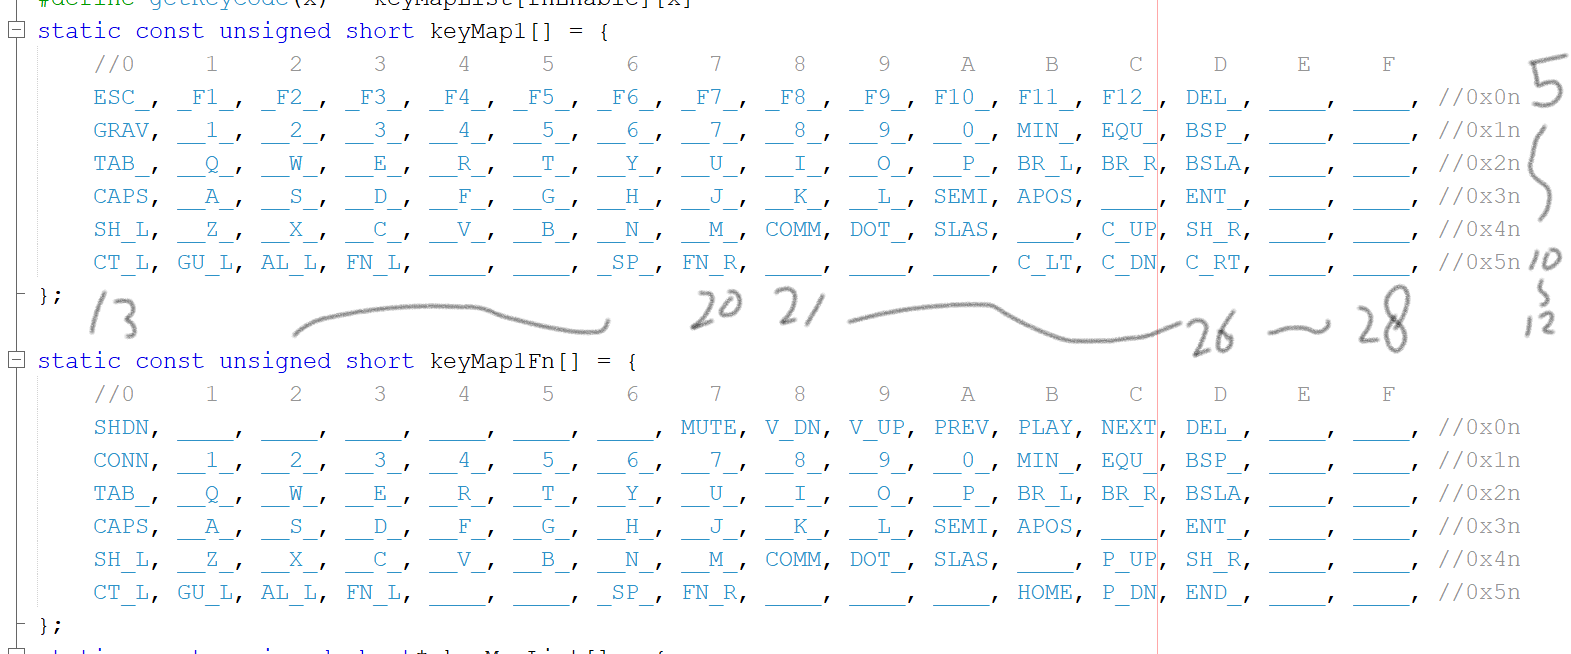 #define getKeyCode(x)   keyMapList[fnEnable][x]
static const unsigned short keyMap1[] = {
//0 1 2 3 4 5 6 7 8 9 A B C D E F
ESC_, _F1_, _F2_, _F3_, _F4_, _F5_, _F6_, _F7_, _F8_, _F9_, F10_, F11_, F12_, DEL_, ____, ____, //0x0n 5
GRAV, __1_, __2_, __3_, __4_, __5_, __6_, __7_, __8_, __9_, __0_, MIN_, EQU_, BSP_, ____, ____, //0x1n
TAB_, __Q_, __W_, __E_, __R_, __T_, __Y_, __U_, __I_, __O_, __P_, BR_L, BR_R, BSLA, ____, ____, //0x2n
CAPS, __A_, __S_, __D_, __F_, __G_, __H_, __J_, __K_, __L_, SEMI, APOS, ____, ENT_, ____, ____, //0x3n
SH_L, __Z_, __X_, __C_, __V_, __B_, __N_, __M_, COMM, DOT_, SLAS, ____, C_UP, SH_R, ____, ____, //0x4n
CT_L, GU_L, AL_L, FN_L, ____, ____, _SP_, FN_R, ____, ____, ____, C_LT, C_DN, C_RT, ____, ____, //0x5n 10
};
13 20 21 26 28 12
static const unsigned short keyMap1Fn[] = {
//0 1 2 3 4 5 6 7 8 9 A B C D E F
SHDN, ____, ____, ____, ____, ____, ____, MUTE, V_DN, V_UP, PREV, PLAY, NEXT, DEL_, ____, ____, //0x0n
CONN, __1_, __2_, __3_, __4_, __5_, __6_, __7_, __8_, __9_, __0_, MIN_, EQU_, BSP_, ____, ____, //0x1n
TAB_, __Q_, __W_, __E_, __R_, __T_, __Y_, __U_, __I_, __O_, __P_, BR_L, BR_R, BSLA, ____, ____, //0x2n
CAPS, __A_, __S_, __D_, __F_, __G_, __H_, __J_, __K_, __L_, SEMI, APOS, ____, ENT_, ____, ____, //0x3n
SH_L, __Z_, __X_, __C_, __V_, __B_, __N_, __M_, COMM, DOT_, SLAS, ____, P_UP, SH_R, ____, ____, //0x4n
CT_L, GU_L, AL_L, FN_L, ____, ____, _SP_, FN_R, ____, ____, ____, HOME, P_DN, END_, ____, ____, //0x5n
};